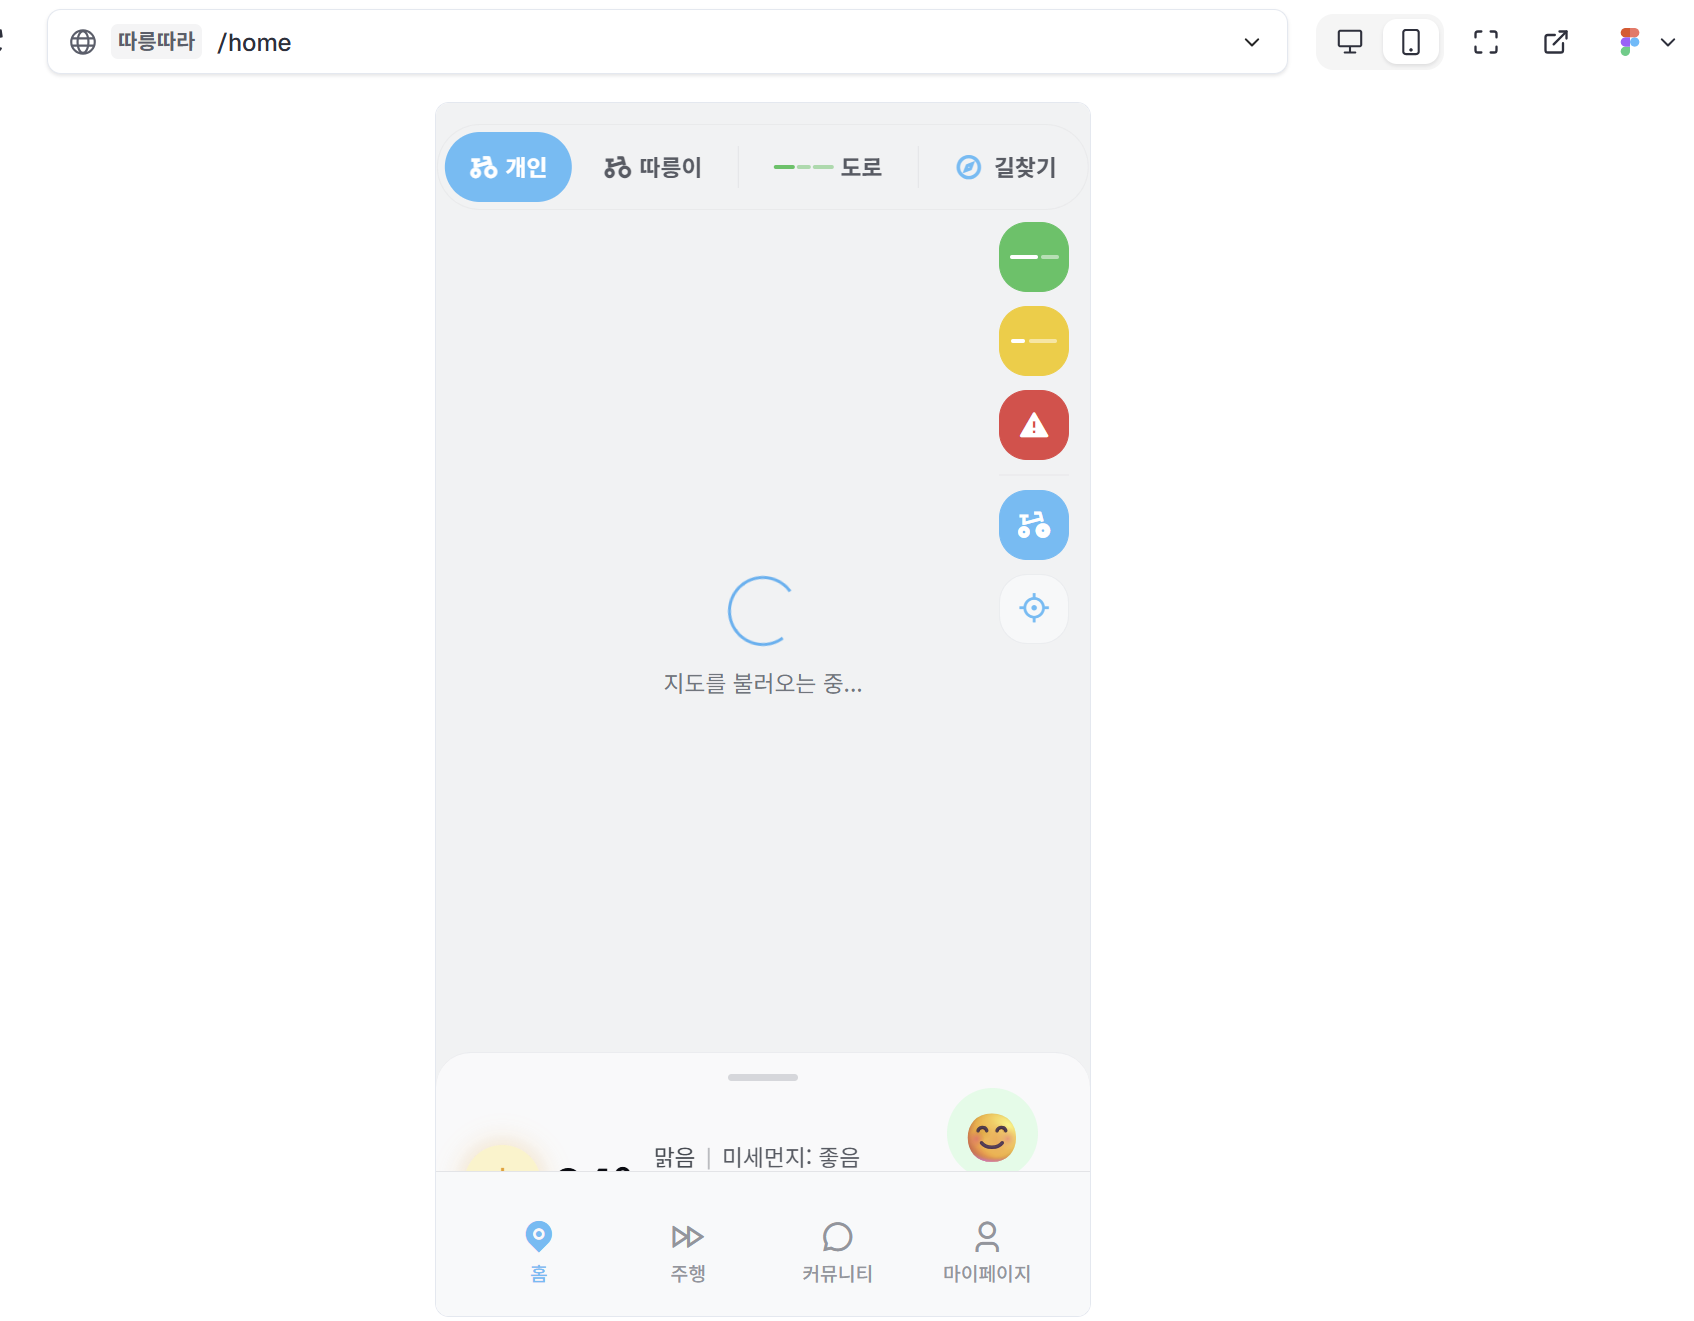 따릉따라 /home
개인 따릉이 도로 길찾기
지도를 불러오는 중...
맑음 | 미세먼지: 좋음
홈 주행 커뮤니티 마이페이지